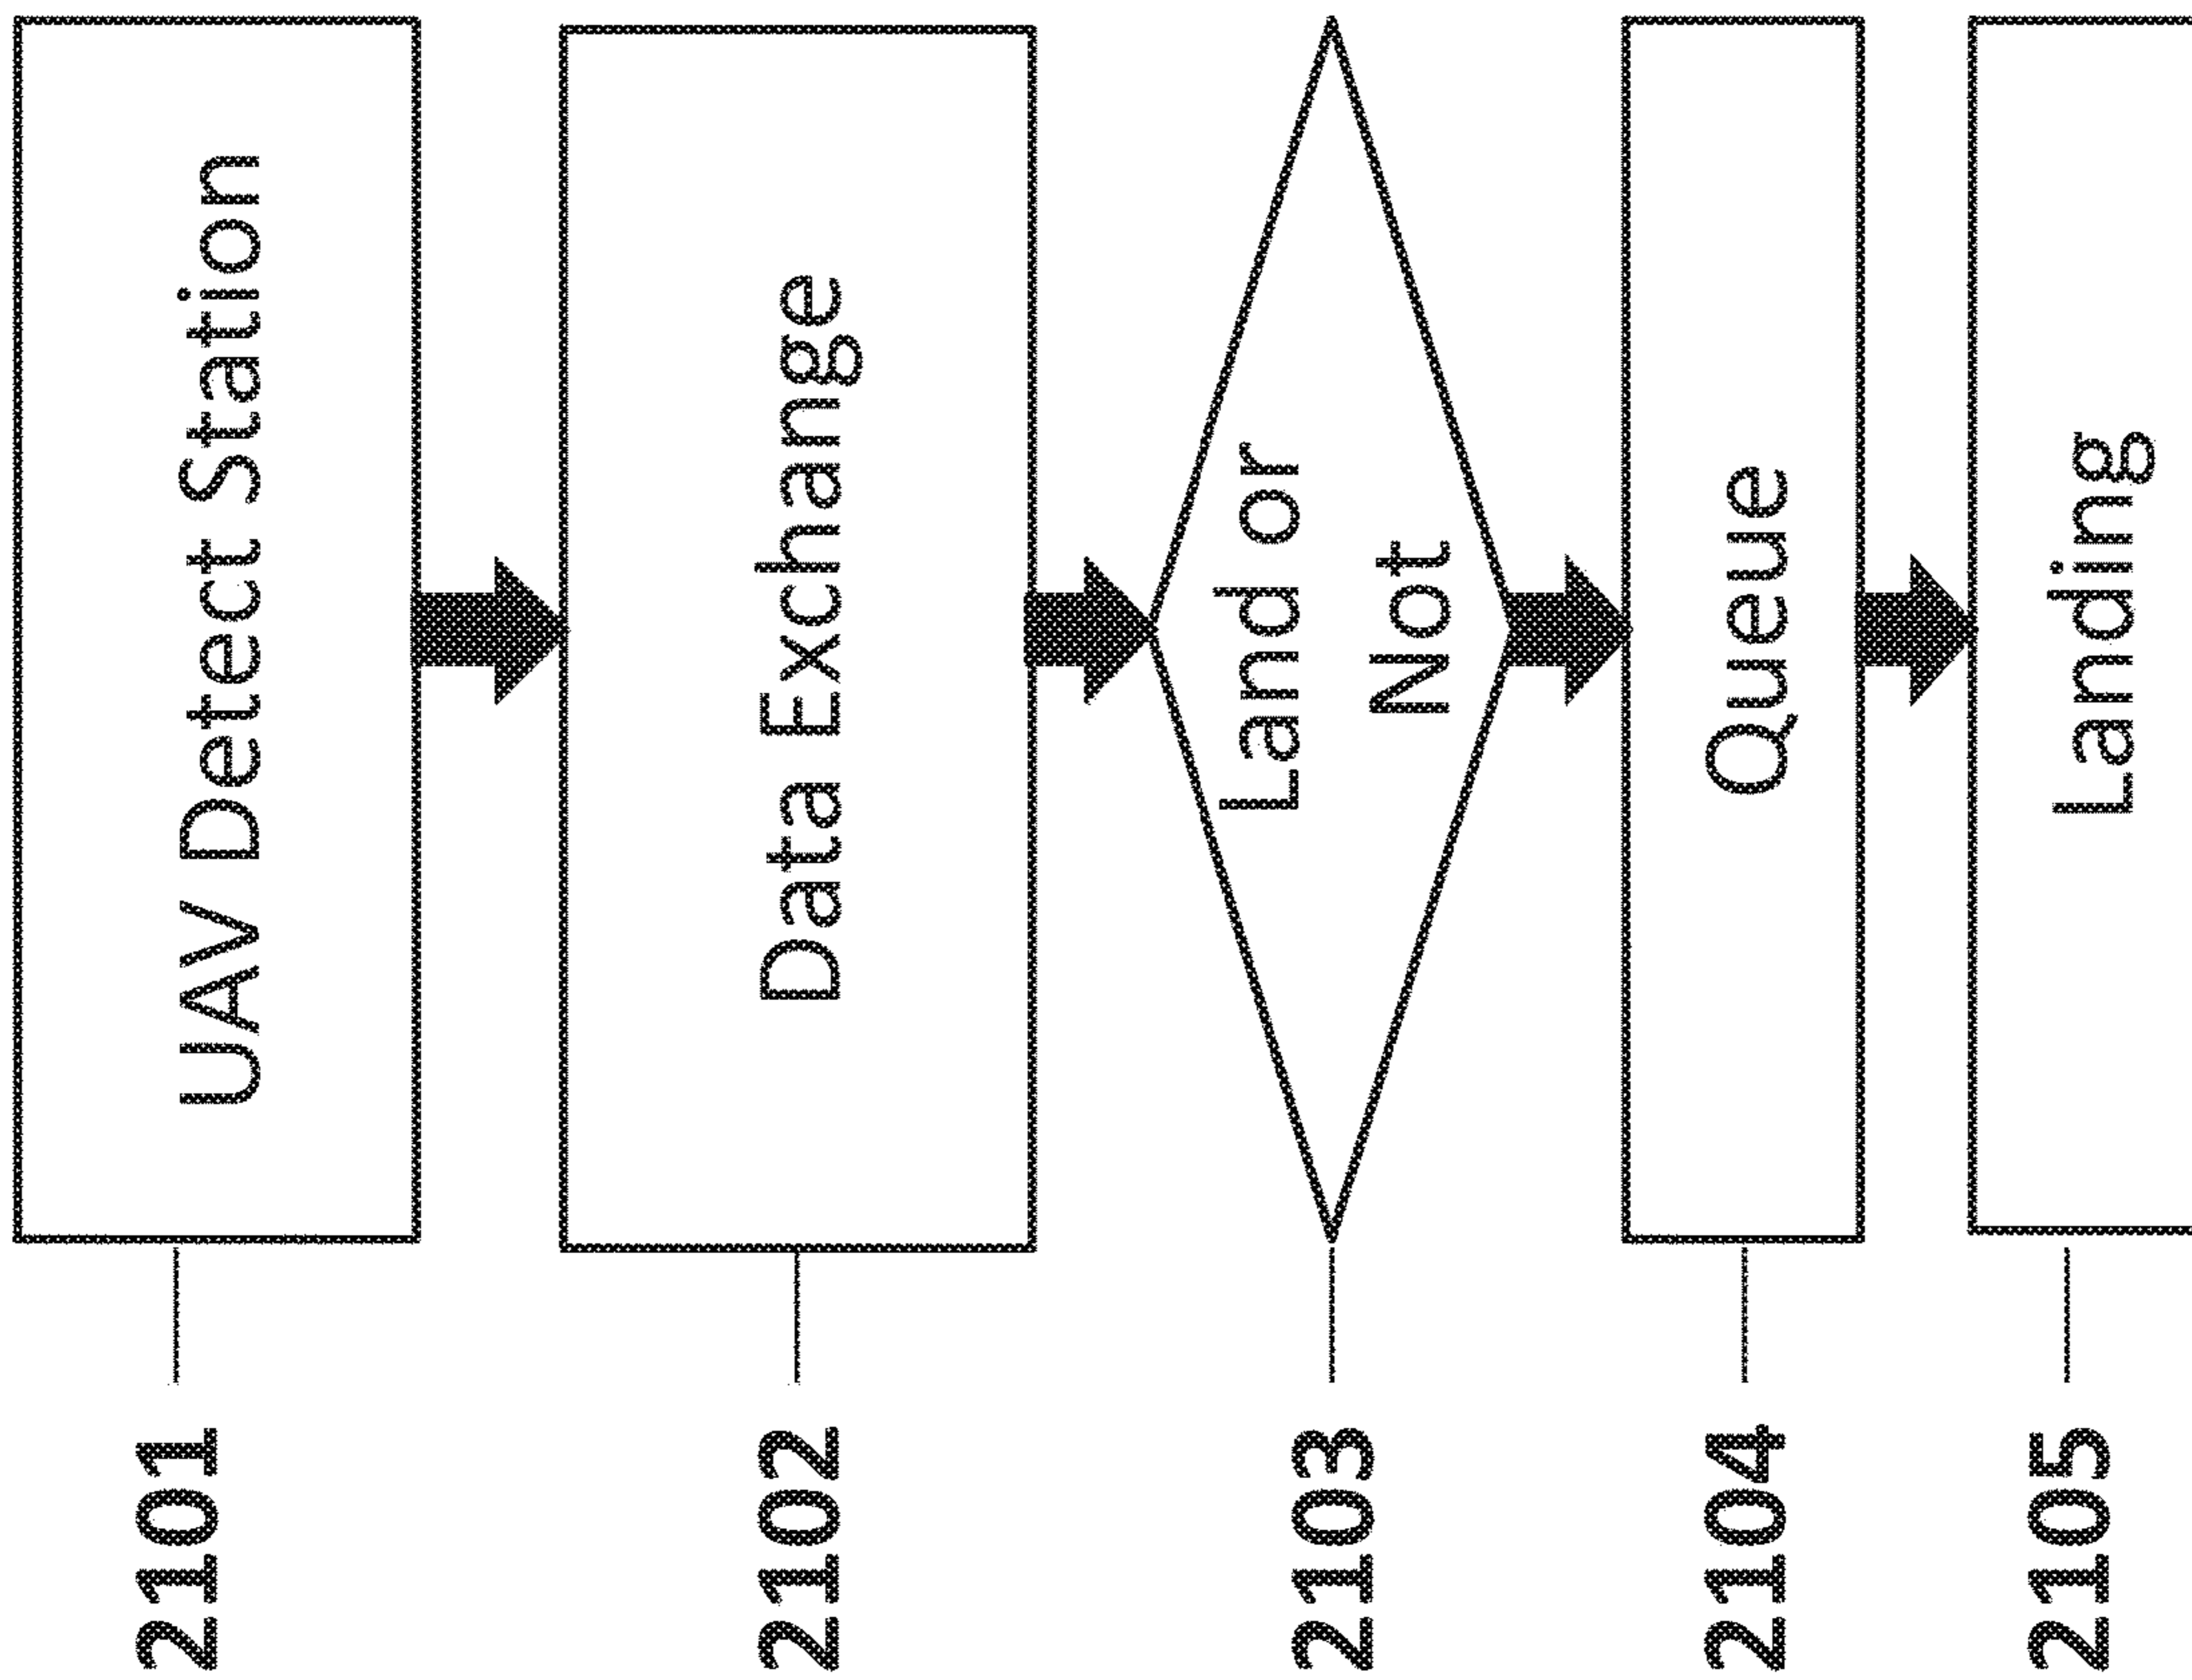 2101
UAV Detect Station
2102
Data Exchange
2103
Land or
Not
2104
Queue
2105
Landing